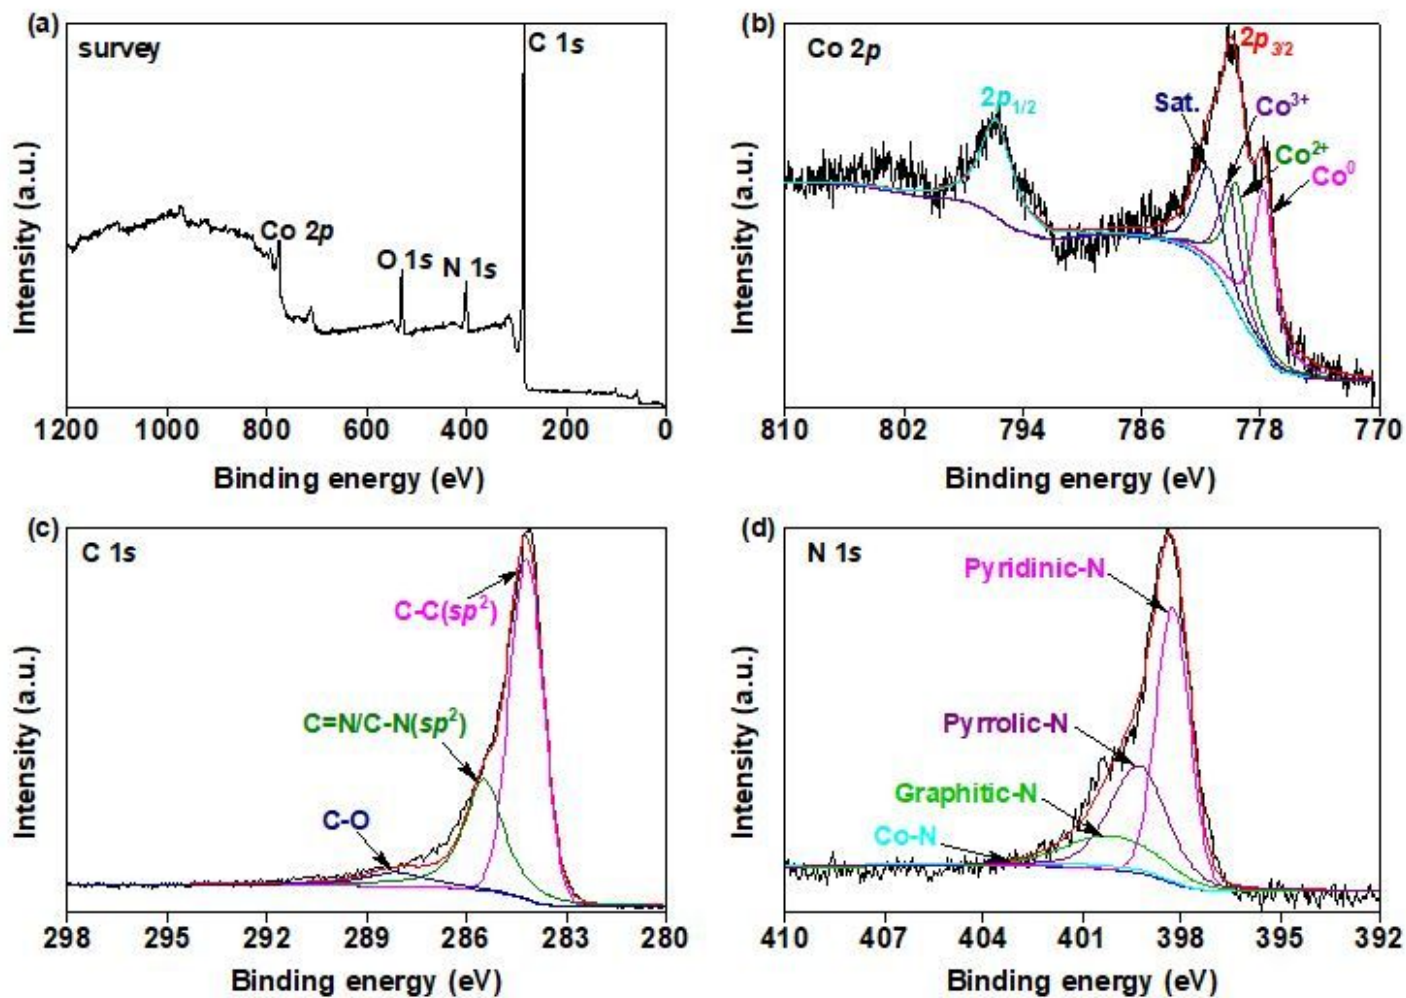 (a)
survey
C 1s
Co 2p
O 1s
N 1s
Intensity (a.u.)
1200 1000 800 600 400 200 0
Binding energy (eV)
(b)
Co 2p
2p3/2
2p1/2
Sat.
Co3+
Co2+
Co0
Intensity (a.u.)
810 802 794 786 778 770
Binding energy (eV)
(c)
C 1s
C-C(sp2)
C=N/C-N(sp2)
C-O
Intensity (a.u.)
298 295 292 289 286 283 280
Binding energy (eV)
(d)
N 1s
Pyridinic-N
Pyrrolic-N
Graphitic-N
Co-N
Intensity (a.u.)
410 407 404 401 398 395 392
Binding energy (eV)